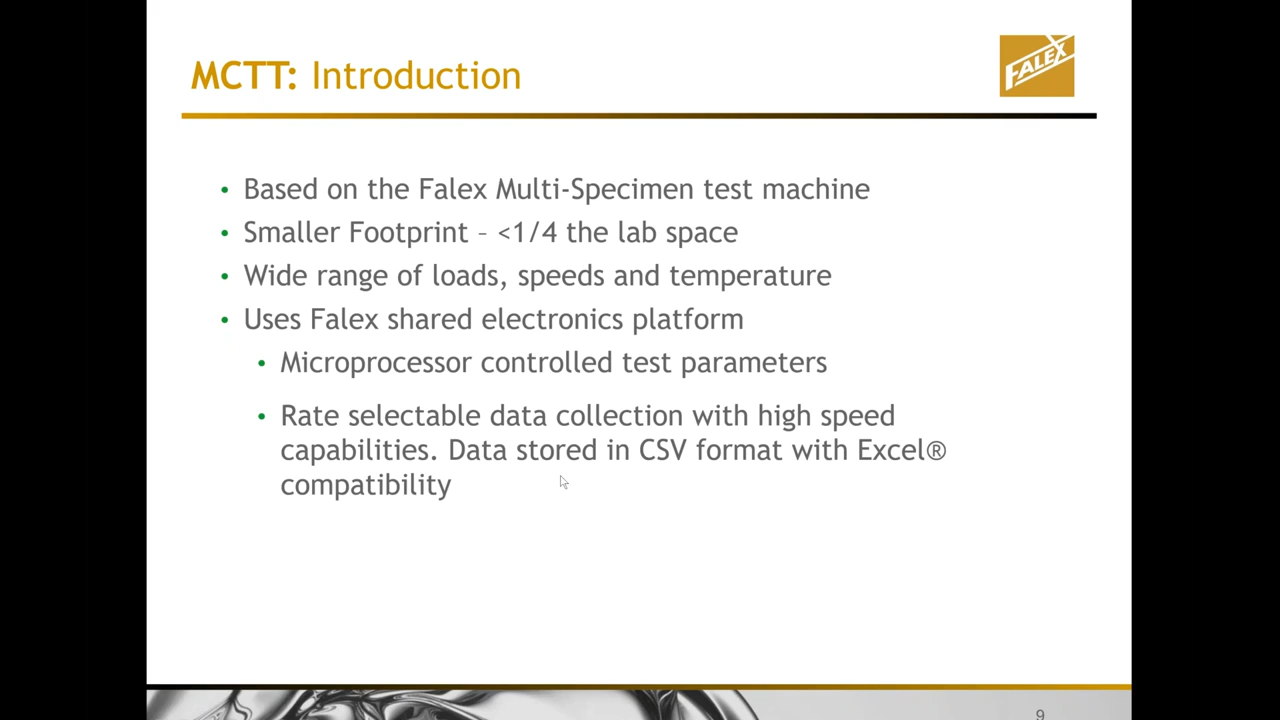 MCTT: Introduction
FALEX
• Based on the Falex Multi-Specimen test machine
• Smaller Footprint – <1/4 the lab space
• Wide range of loads, speeds and temperature
• Uses Falex shared electronics platform
• Microprocessor controlled test parameters
• Rate selectable data collection with high speed
capabilities. Data stored in CSV format with Excel®
compatibility
9